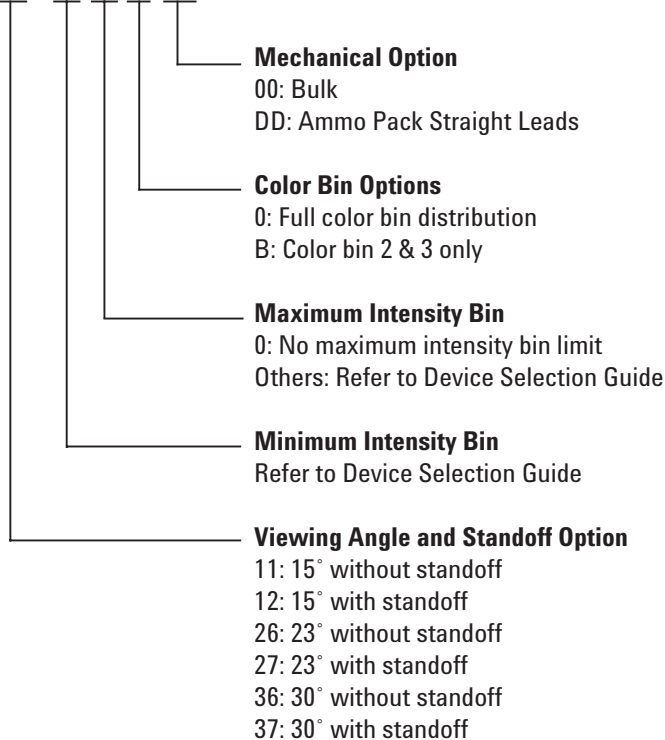 Mechanical Option
00: Bulk
DD: Ammo Pack Straight Leads
Color Bin Options
0: Full color bin distribution
B: Color bin 2 & 3 only
Maximum Intensity Bin
0: No maximum intensity bin limit
Others: Refer to Device Selection Guide
Minimum Intensity Bin
Refer to Device Selection Guide
Viewing Angle and Standoff Option
11: 15˚ without standoff
12: 15˚ with standoff
26: 23˚ without standoff
27: 23˚ with standoff
36: 30˚ without standoff
37: 30˚ with standoff